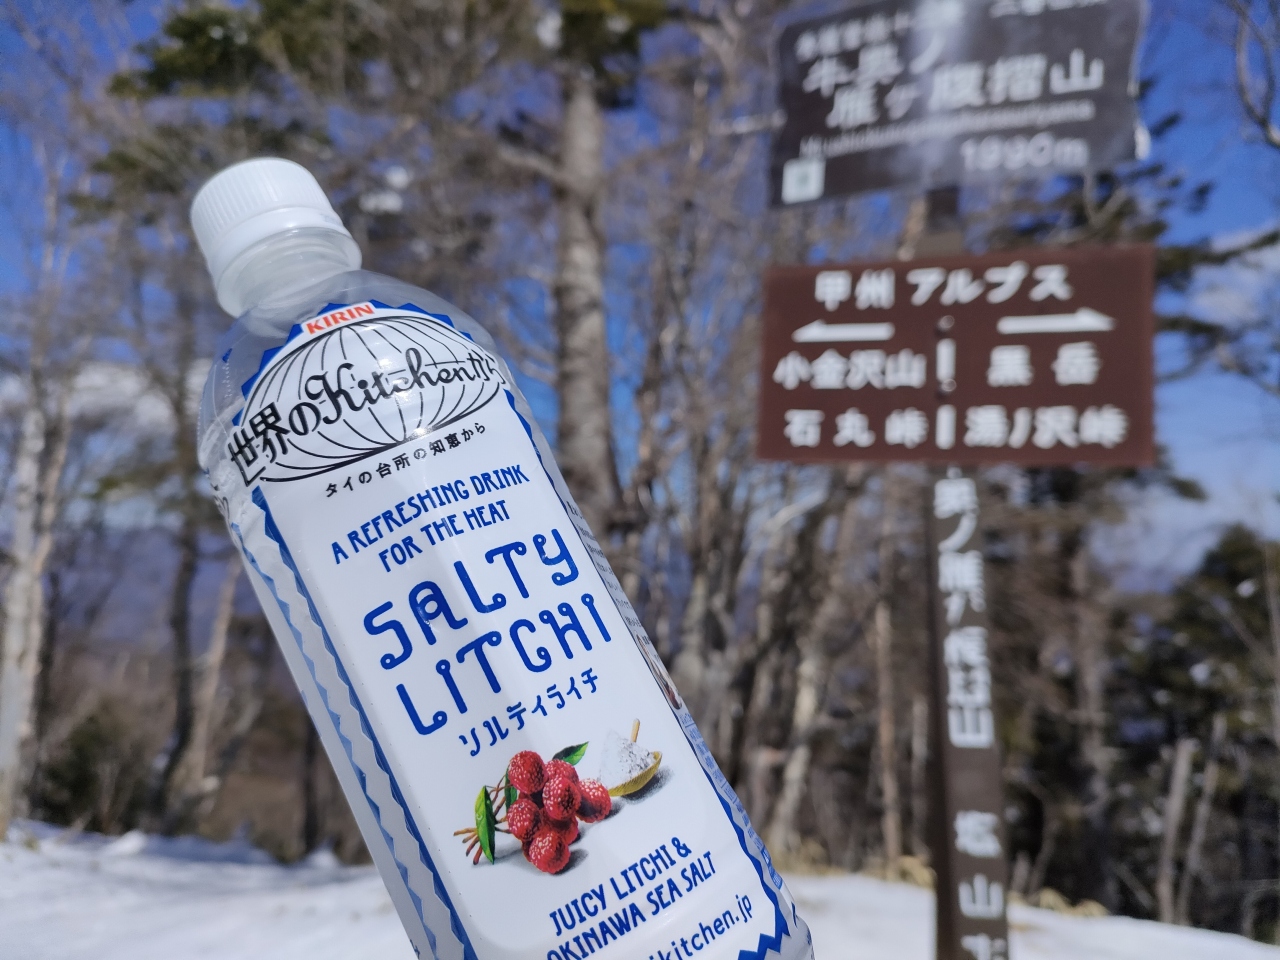 KIRIN
世界のKitchenから
タイの台所の知恵から
A REFRESHING DRINK
FOR THE HEAT
SALTY
LITCHI
ソルティライチ
JUICY LITCHI &
OKINAWA SEA SALT
kitchen.jp
牛奥ノ
雁ヶ腹摺山
1990m
甲州アルプス
小金沢山 黒岳
石丸峠 湯ノ沢峠
奥ノ雁ヶ腹摺山